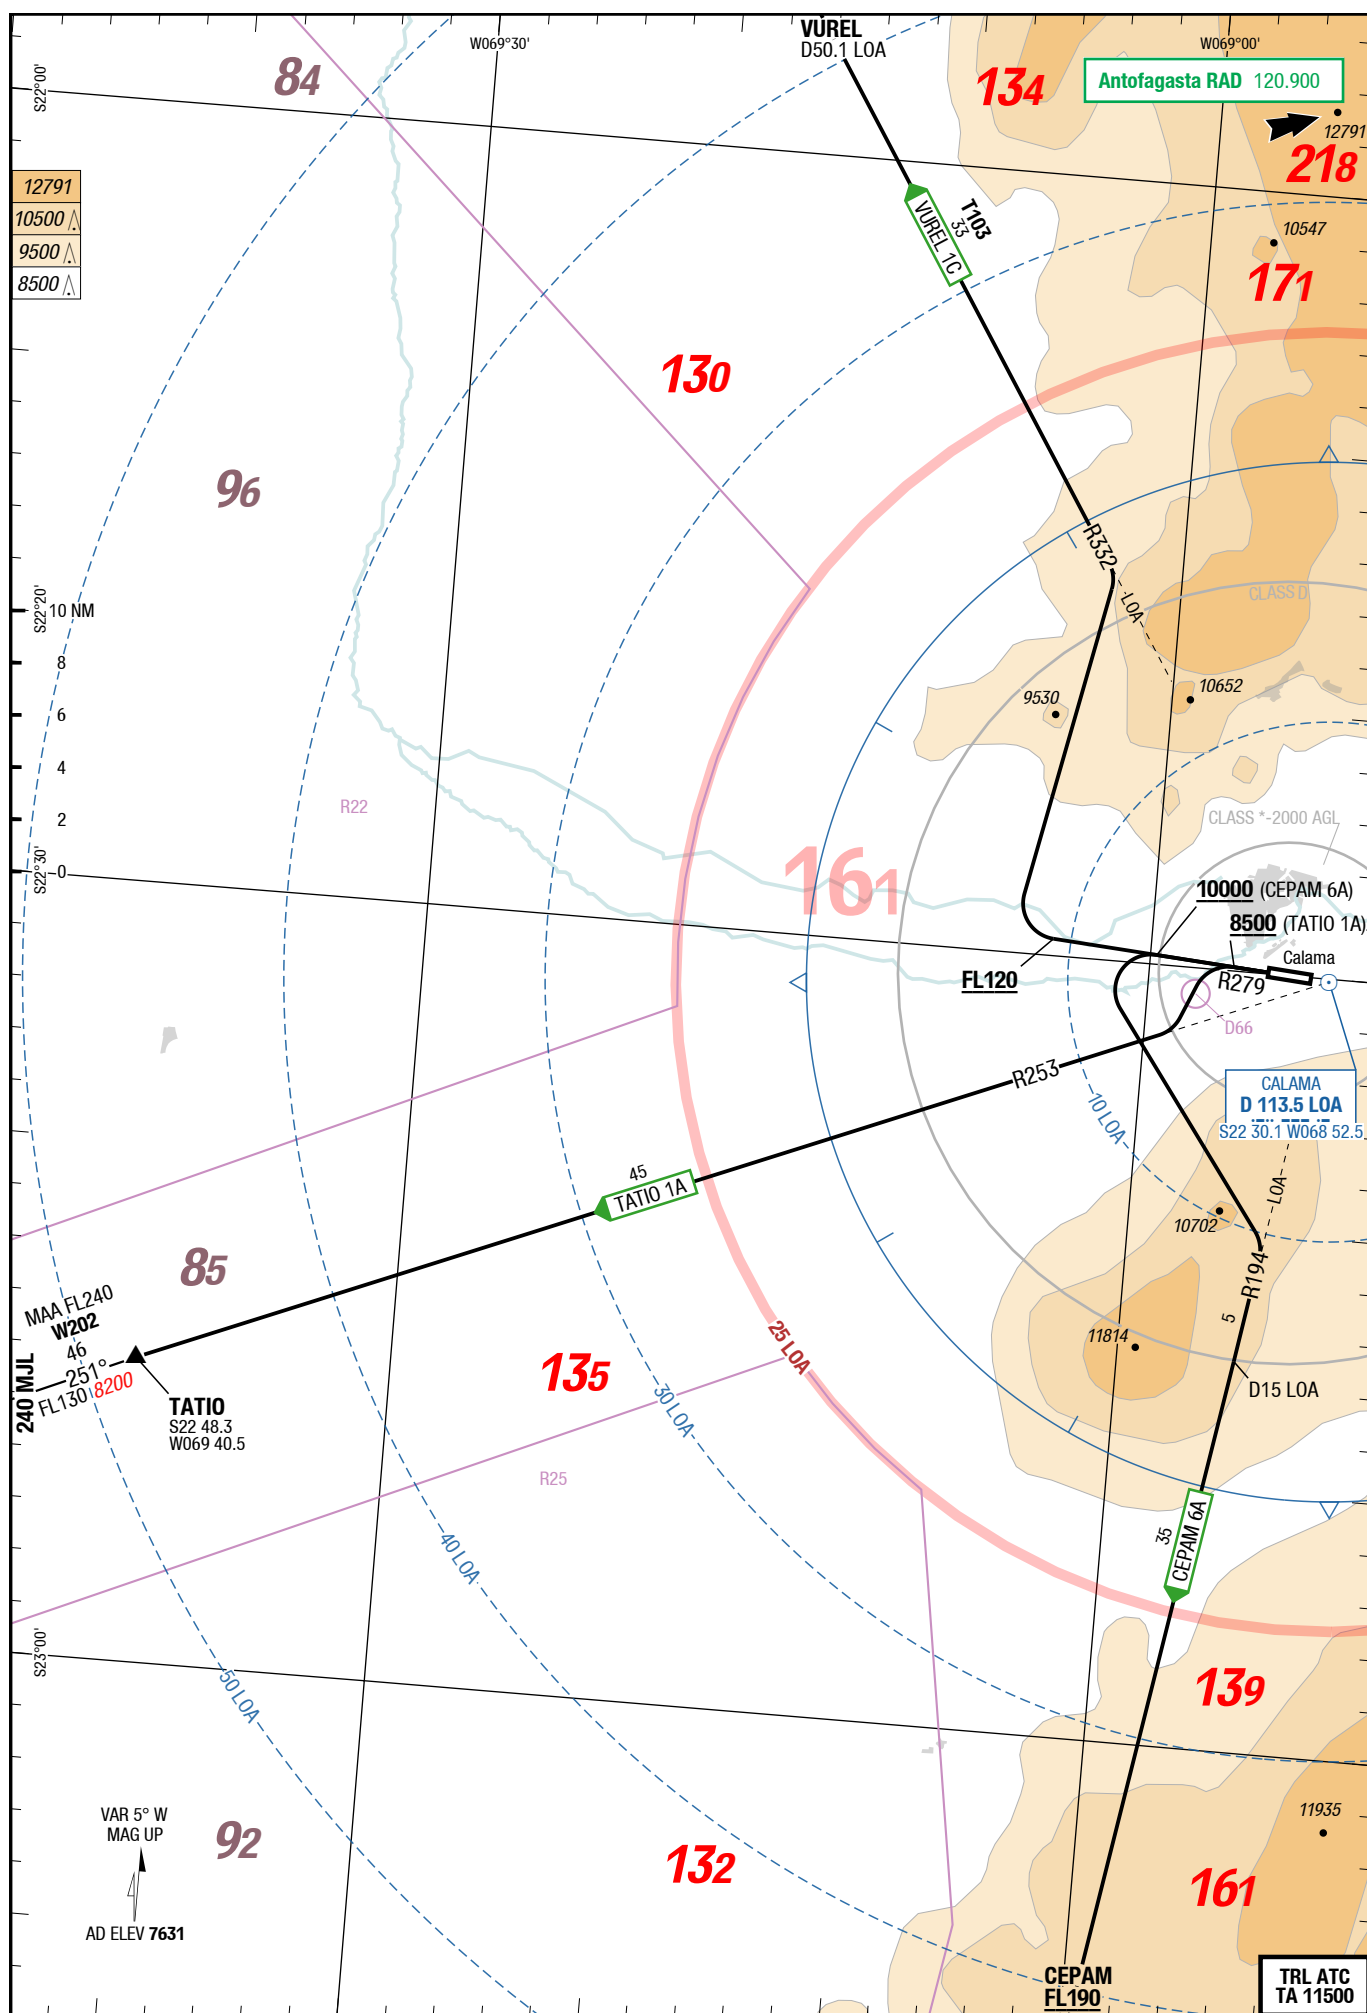 VUREL
D50.1 LOA
W069°30'
W069°00'
84
134
Antofagasta RAD 120.900
12791
218
S22°00'
12791
10500
9500
8500
T103
33
VUREL 1C
10547
171
130
96
R332
LOA
CLASS D
S22°20'
10 NM
8
6
4
2
0
9530
10652
R22
CLASS *-2000 AGL
S22°30'
161
10000 (CEPAM 6A)
8500 (TATIO 1A)
Calama
FL120
R279
D66
R253
CALAMA
D 113.5 LOA
S22 30.1 W068 52.5
10 LOA
45
TATIO 1A
LOA
10702
85
R194
MAA FL240
W202
46
251°
FL130 8200
240 MJL
TATIO
S22 48.3
W069 40.5
5
11814
25 LOA
135
30 LOA
D15 LOA
R25
35
CEPAM 6A
40 LOA
S23°00'
50 LOA
139
VAR 5° W
MAG UP
92
132
11935
161
AD ELEV 7631
CEPAM
FL190
TRL ATC
TA 11500